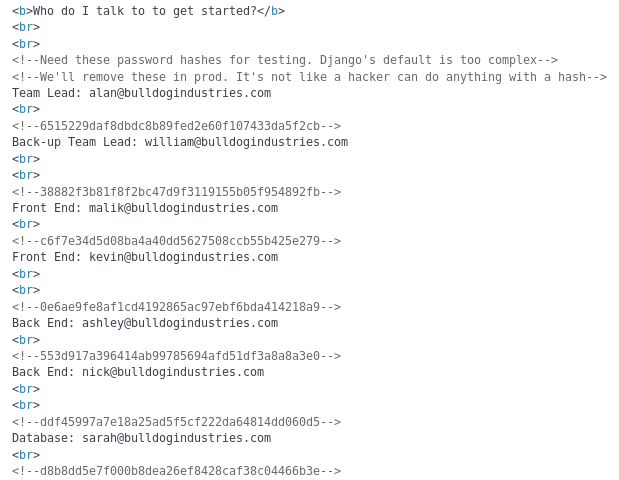 <b>Who do I talk to to get started?</b>
<br>
<br>
<!--Need these password hashes for testing. Django's default is too complex-->
<!--We'll remove these in prod. It's not like a hacker can do anything with a hash-->
Team Lead: alan@bulldogindustries.com
<br>
<!--6515229daf8dbdc8b89fed2e60f107433da5f2cb-->
Back-up Team Lead: william@bulldogindustries.com
<br>
<br>
<!--38882f3b81f8f2bc47d9f3119155b05f954892fb-->
Front End: malik@bulldogindustries.com
<br>
<!--c6f7e34d5d08ba4a40dd5627508ccb55b425e279-->
Front End: kevin@bulldogindustries.com
<br>
<br>
<!--0e6ae9fe8af1cd4192865ac97ebf6bda414218a9-->
Back End: ashley@bulldogindustries.com
<br>
<!--553d917a396414ab99785694afd51df3a8a8a3e0-->
Back End: nick@bulldogindustries.com
<br>
<br>
<!--ddf45997a7e18a25ad5f5cf222da64814dd060d5-->
Database: sarah@bulldogindustries.com
<br>
<!--d8b8dd5e7f000b8dea26ef8428caf38c04466b3e-->